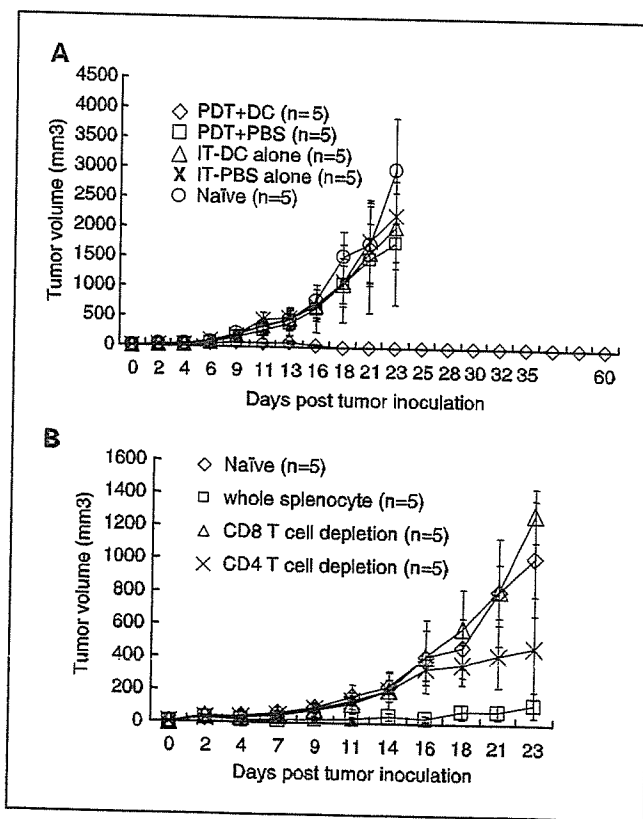 A
4500
4000
3500
3000
2500
2000
1500
1000
500
0
Tumor volume (mm3)
PDT+DC (n=5)
PDT+PBS (n=5)
IT-DC alone (n=5)
IT-PBS alone (n=5)
Naïve (n=5)
0 2 4 6 9 11 13 16 18 21 23 25 28 30 32 35 60
Days post tumor inoculation
B
1600
1400
1200
1000
800
600
400
200
0
Tumor volume (mm3)
Naïve (n=5)
whole splenocyte (n=5)
CD8 T cell depletion (n=5)
CD4 T cell depletion (n=5)
0 2 4 7 9 11 14 16 18 21 23
Days post tumor inoculation